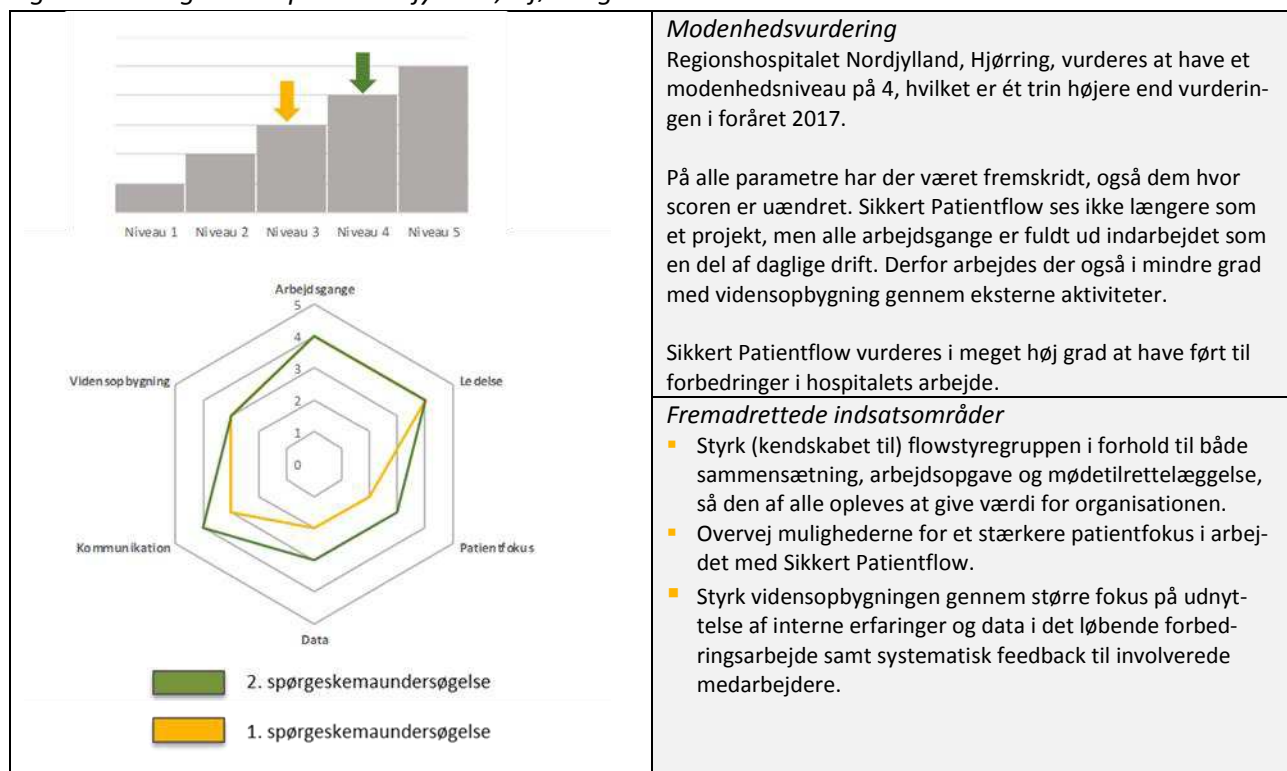 Niveau 1 Niveau 2 Niveau 3 Niveau 4 Niveau 5
Arbejdsgange
5
4
3
2
1
0
Vidensopbygning
Ledelse
Kommunikation
Patientfokus
Data
2. spørgeskemaundersøgelse
1. spørgeskemaundersøgelse
Modenhedsvurdering
Regionshospitalet Nordjylland, Hjørring, vurderes at have et
modenhedsniveau på 4, hvilket er ét trin højere end vurderin-
gen i foråret 2017.
På alle parametre har der været fremskridt, også dem hvor
scoren er uændret. Sikkert Patientflow ses ikke længere som
et projekt, men alle arbejdsgange er fuldt ud indarbejdet som
en del af daglige drift. Derfor arbejdes der også i mindre grad
med vidensopbygning gennem eksterne aktiviteter.
Sikkert Patientflow vurderes i meget høj grad at have ført til
forbedringer i hospitalets arbejde.
Fremadrettede indsatsområder
Styrk (kendskabet til) flowstyregruppen i forhold til både
sammensætning, arbejdsopgave og mødetilrettelæggelse,
så den af alle opleves at give værdi for organisationen.
Overvej mulighederne for et stærkere patientfokus i arbej-
det med Sikkert Patientflow.
Styrk vidensopbygningen gennem større fokus på udnyt-
telse af interne erfaringer og data i det løbende forbed-
ringsarbejde samt systematisk feedback til involverede
medarbejdere.